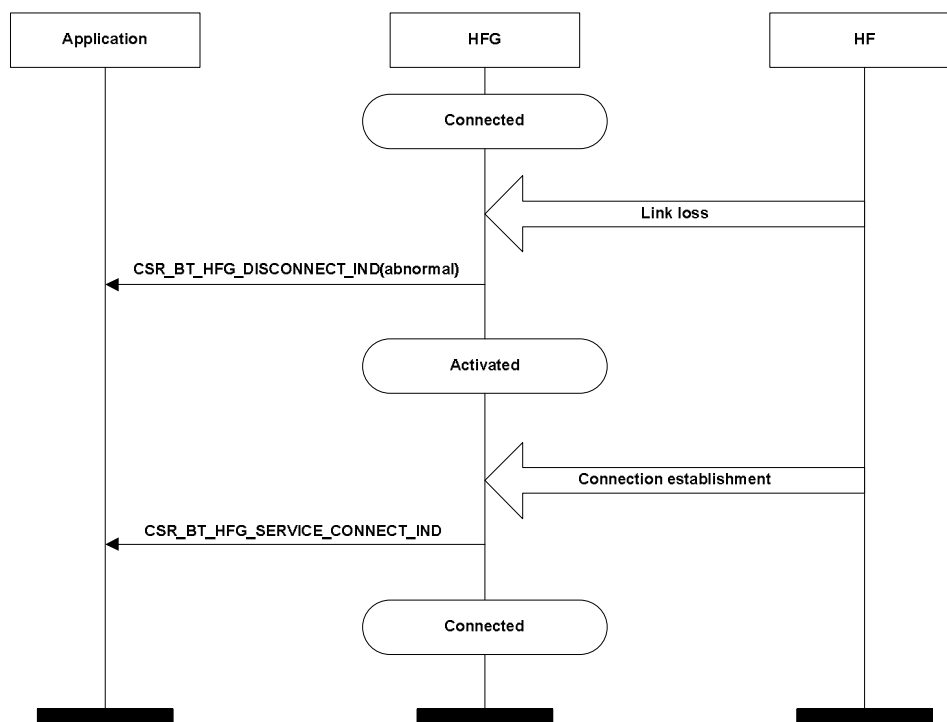 Application
HFG
HF
Connected
Link loss
CSR_BT_HFG_DISCONNECT_IND(abnormal)
Activated
Connection establishment
CSR_BT_HFG_SERVICE_CONNECT_IND
Connected